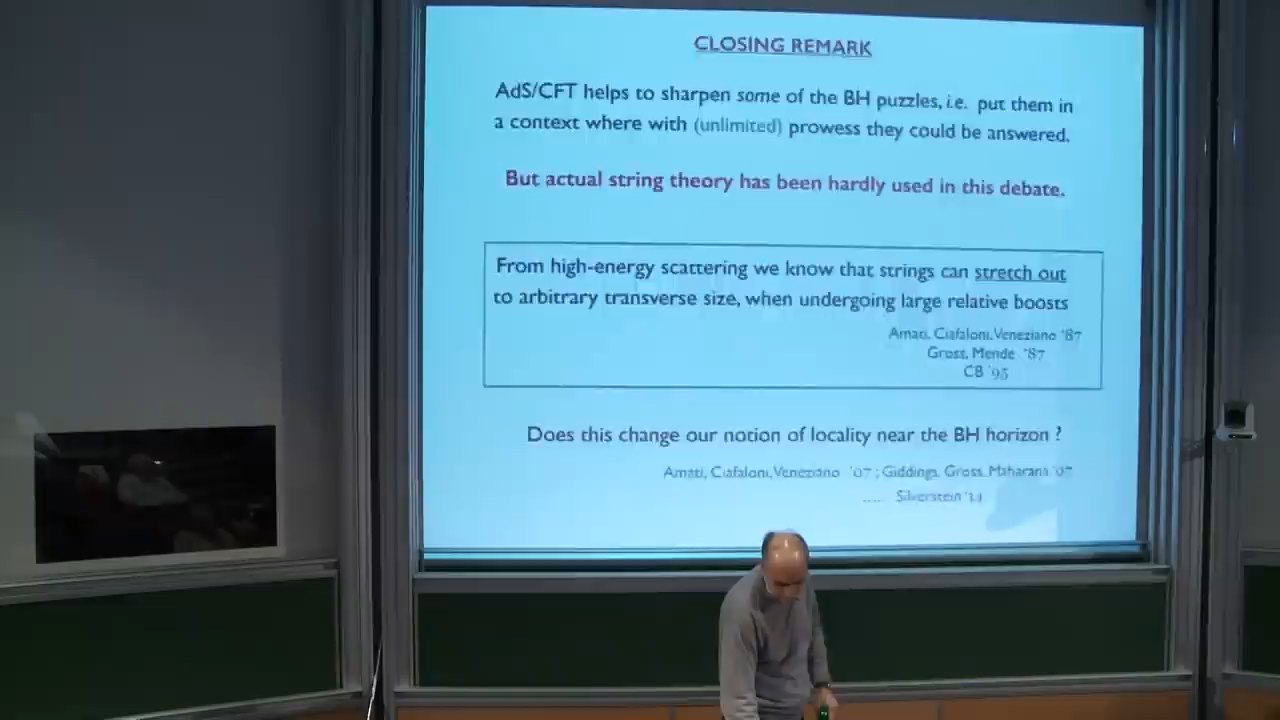 CLOSING REMARK
AdS/CFT helps to sharpen some of the BH puzzles, i.e. put them in
a context where with (unlimited) prowess they could be answered.
But actual string theory has been hardly used in this debate.
From high-energy scattering we know that strings can stretch out
to arbitrary transverse size, when undergoing large relative boosts
Amati, Ciafaloni, Veneziano '87
Gross, Mende '87
CB '95
Does this change our notion of locality near the BH horizon ?
Amati, Ciafaloni, Veneziano '07 ; Giddings, Gross, Maharana '07
..... Silverstein '14